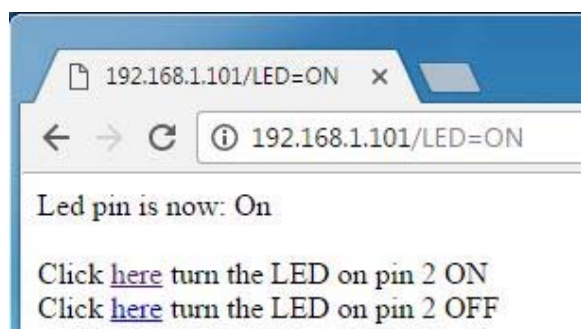 192.168.1.101/LED=ON
192.168.1.101/LED=ON
Led pin is now: On
Click here turn the LED on pin 2 ON
Click here turn the LED on pin 2 OFF